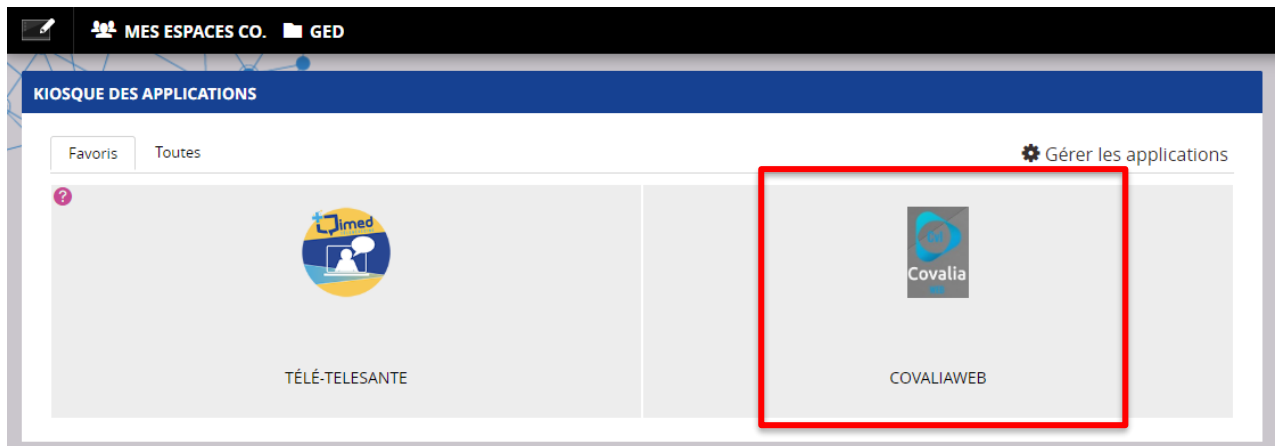 MES ESPACES CO. GED
KIOSQUE DES APPLICATIONS
Favoris Toutes Gérer les applications
?
imed
Covalia
TÉLÉ-TELESANTE COVALIAWEB